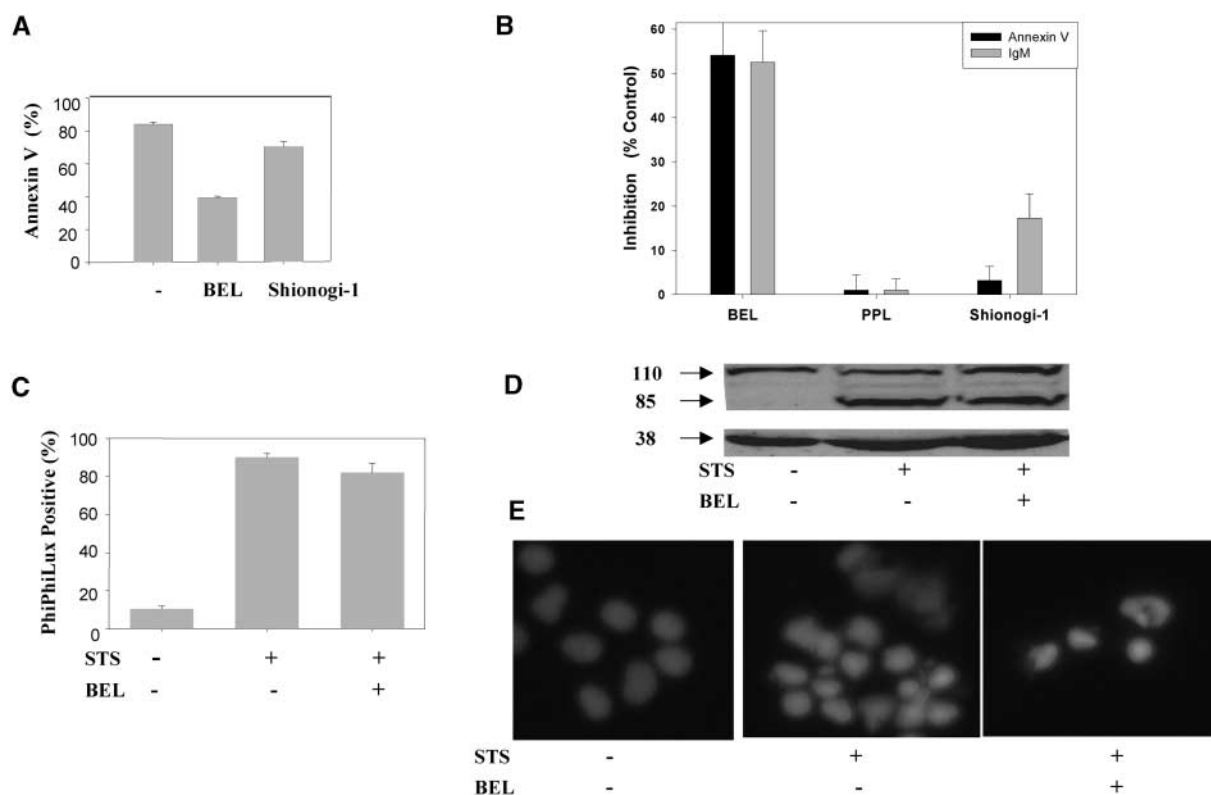 A
Annexin V (%)
100
80
60
40
20
0
- BEL Shionogi-1
B
Inhibition (% Control)
60
50
40
30
20
10
0
Annexin V
IgM
BEL PPL Shionogi-1
C
PhiPhiLux Positive (%)
100
80
60
40
20
0
STS - + +
BEL - - +
D
110
85
38
STS - + +
BEL - - +
E
STS - + +
BEL - - +